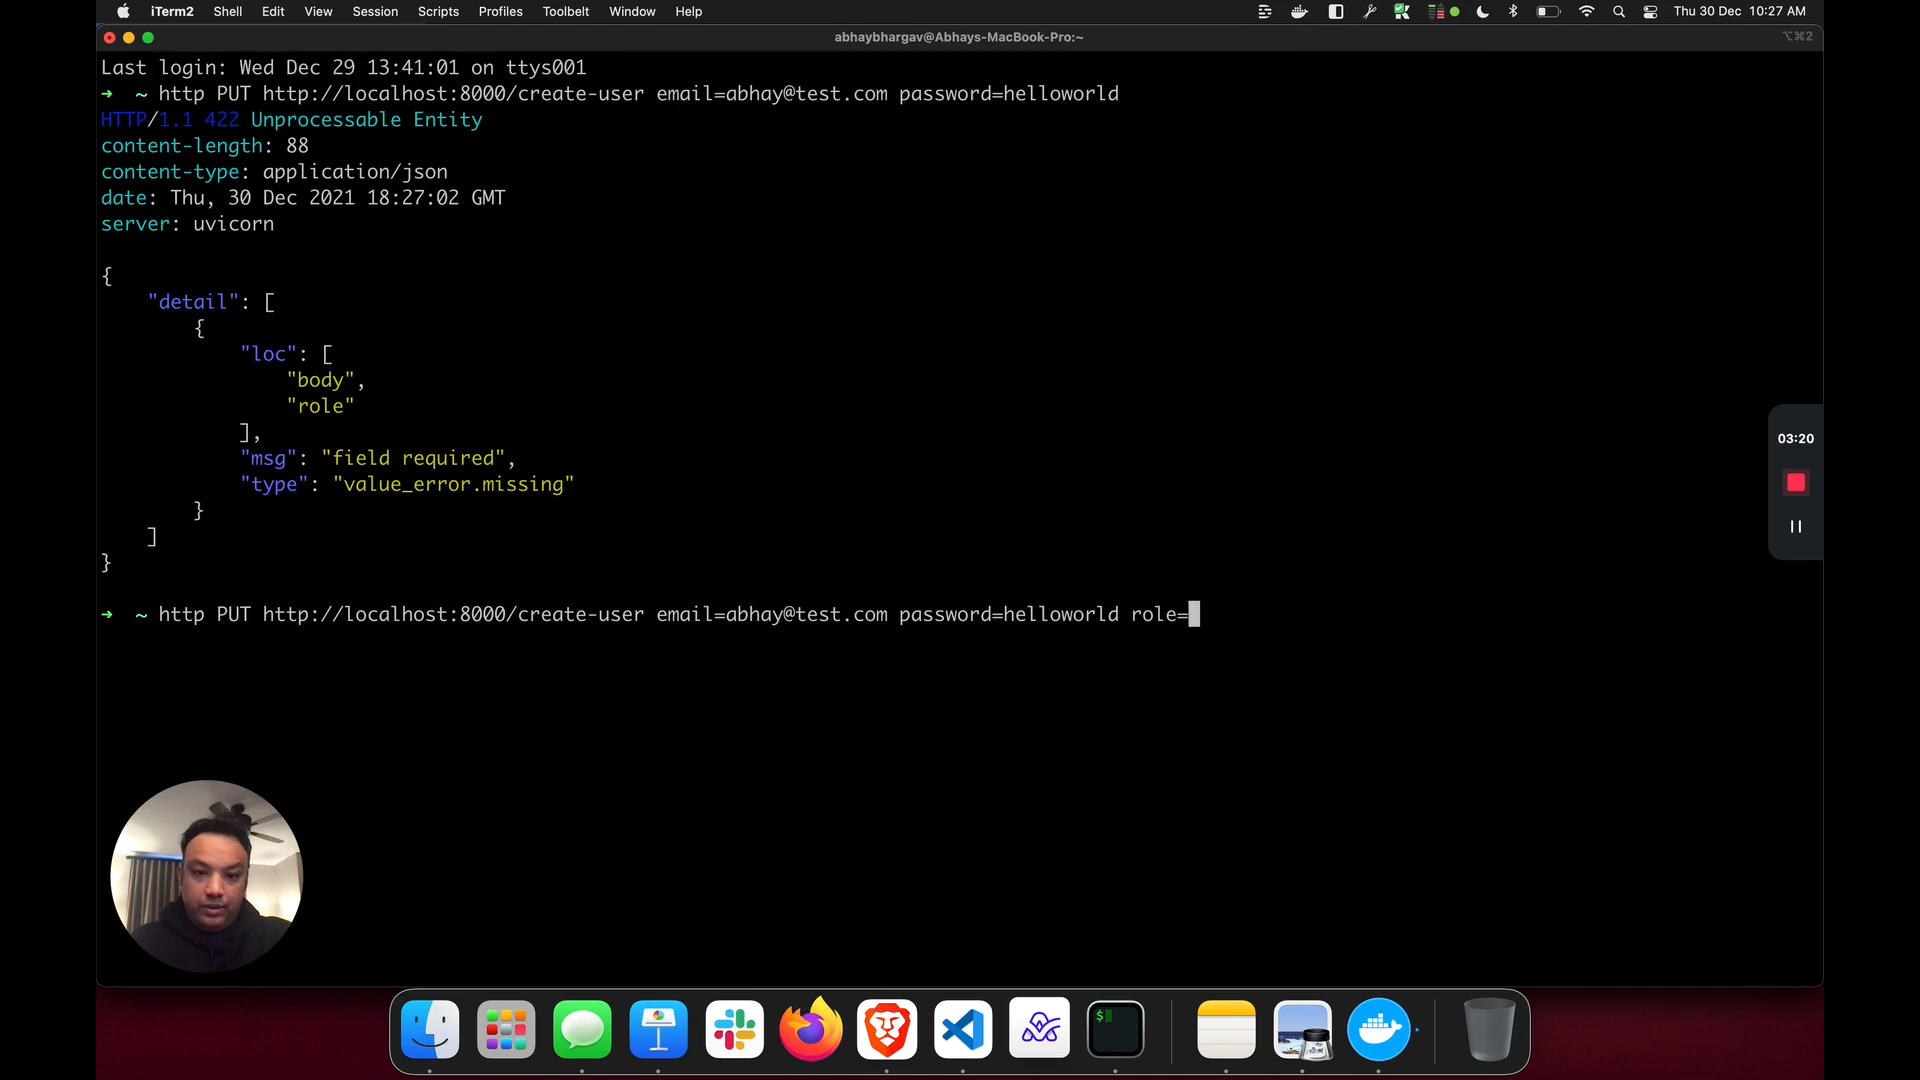 iTerm2 Shell Edit View Session Scripts Profiles Toolbelt Window Help Thu 30 Dec 10:27 AM
abhaybhargav@Abhays-MacBook-Pro:~ ⌥⌘2
Last login: Wed Dec 29 13:41:01 on ttys001
➜ ~ http PUT http://localhost:8000/create-user email=abhay@test.com password=helloworld
HTTP/1.1 422 Unprocessable Entity
content-length: 88
content-type: application/json
date: Thu, 30 Dec 2021 18:27:02 GMT
server: uvicorn
{
"detail": [
{
"loc": [
"body",
"role"
],
"msg": "field required",
"type": "value_error.missing"
}
]
}
03:20
➜ ~ http PUT http://localhost:8000/create-user email=abhay@test.com password=helloworld role=
$